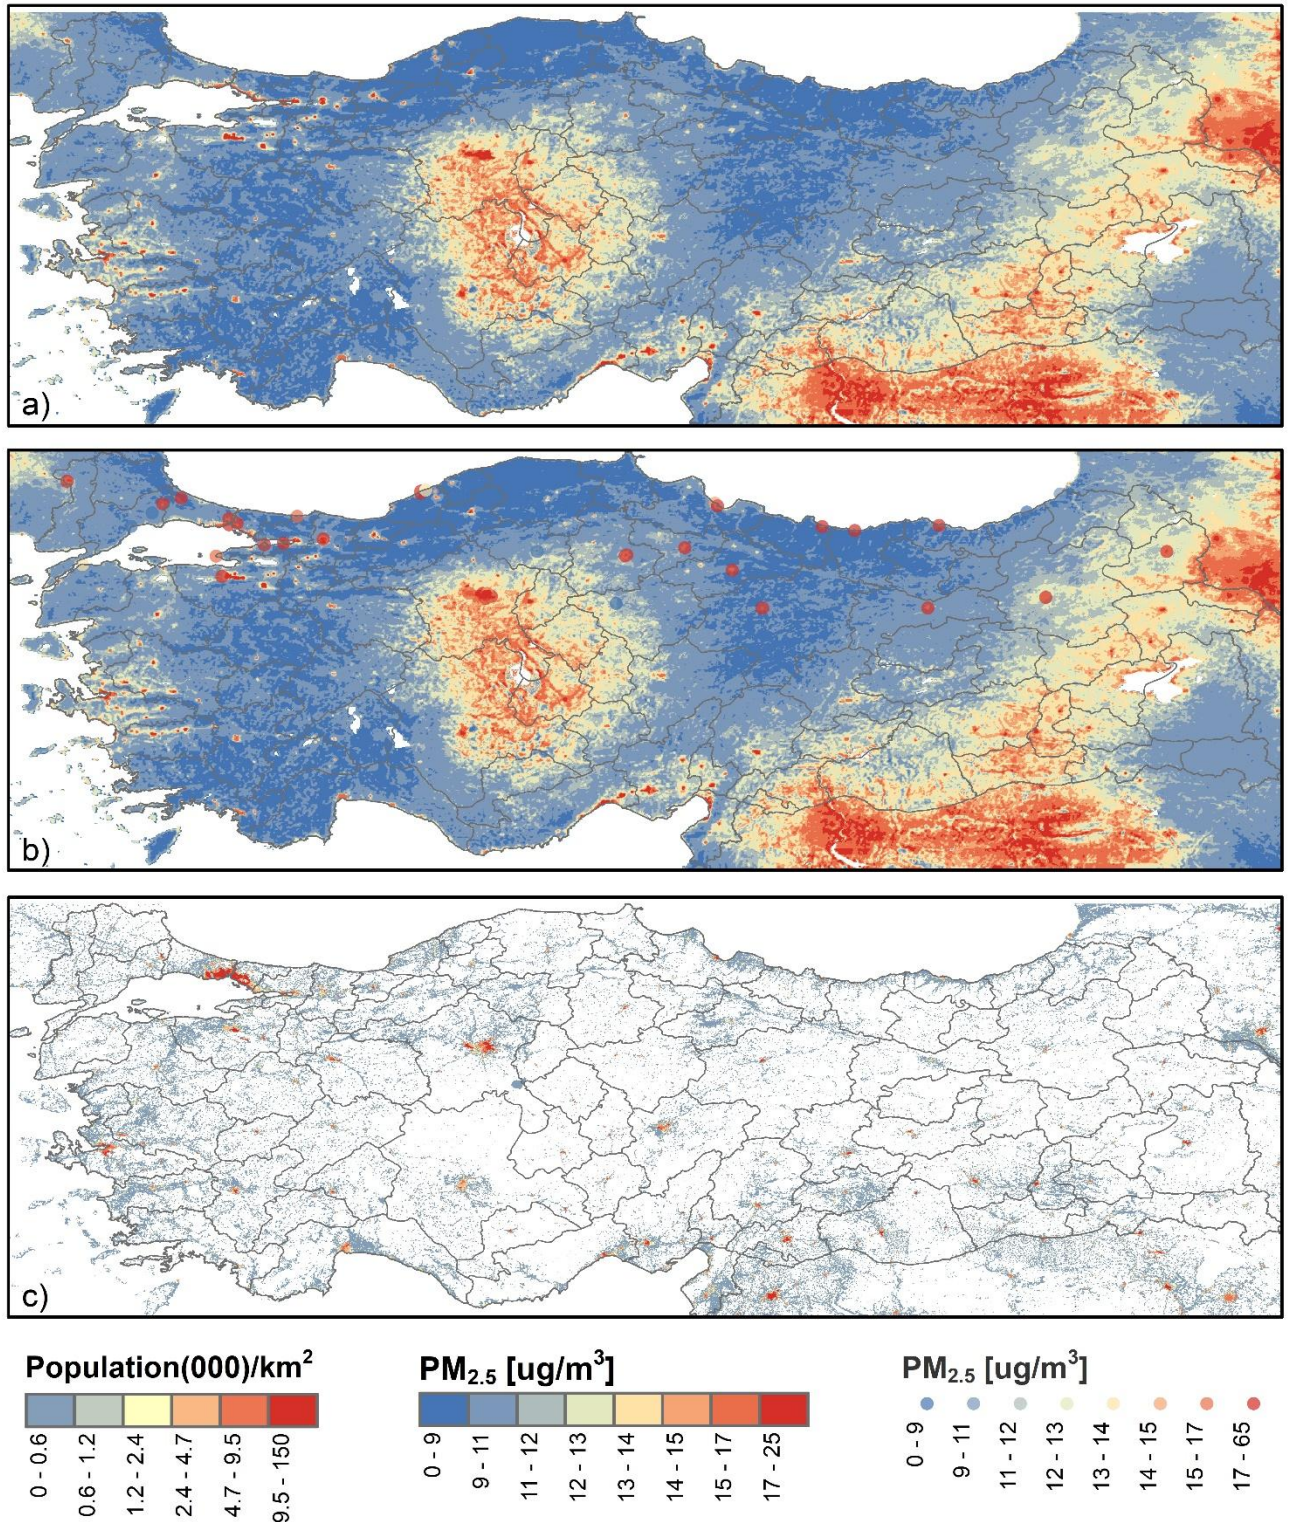 a)
b)
c)
Population(000)/km²
0 - 0.6
0.6 - 1.2
1.2 - 2.4
2.4 - 4.7
4.7 - 9.5
9.5 - 150
PM₂.₅ [ug/m³]
0 - 9
9 - 11
11 - 12
12 - 13
13 - 14
14 - 15
15 - 17
17 - 25
PM₂.₅ [ug/m³]
0 - 9
9 - 11
11 - 12
12 - 13
13 - 14
14 - 15
15 - 17
17 - 65